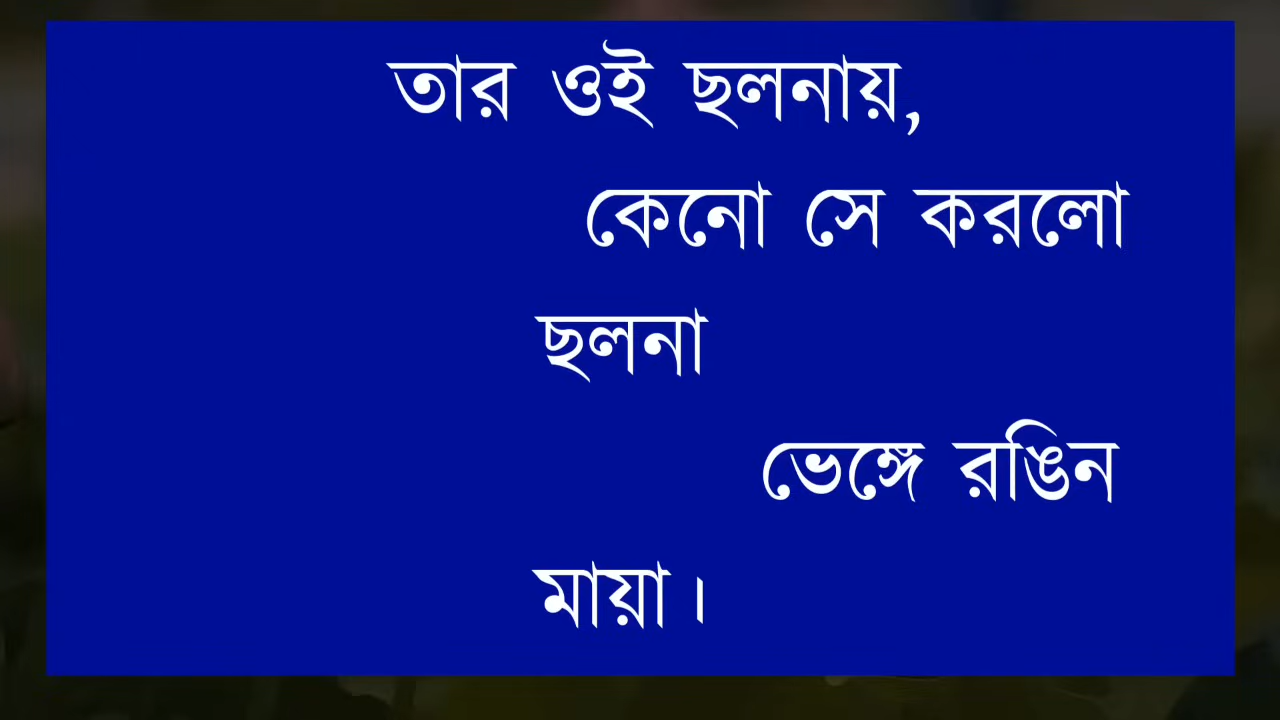 তার ওই ছলনায়,
কেনো সে করলো
ছলনা
ভেঙ্গে রঙিন
মায়া।